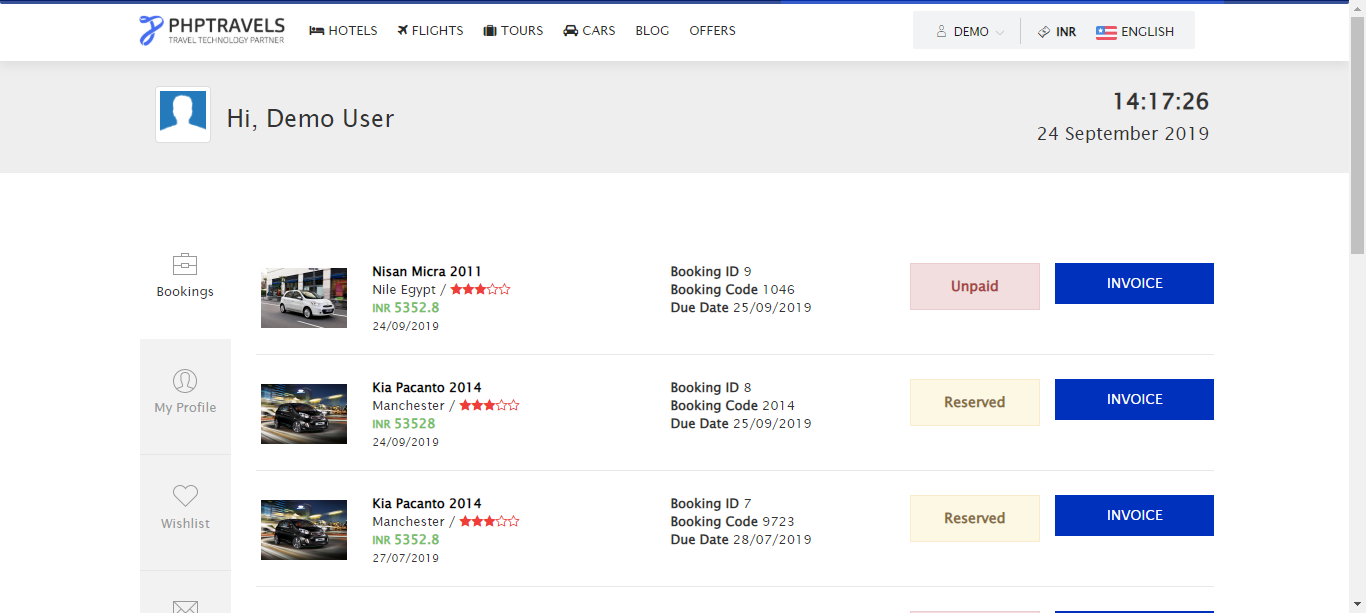 PHPTRAVELS
TRAVEL TECHNOLOGY PARTNER
HOTELS FLIGHTS TOURS CARS BLOG OFFERS
DEMO INR ENGLISH
Hi, Demo User
14:17:26
24 September 2019
Bookings
My Profile
Wishlist
Nisan Micra 2011
Nile Egypt /
INR 5352.8
24/09/2019
Booking ID 9
Booking Code 1046
Due Date 25/09/2019
Unpaid
INVOICE
Kia Pacanto 2014
Manchester /
INR 53528
24/09/2019
Booking ID 8
Booking Code 2014
Due Date 25/09/2019
Reserved
INVOICE
Kia Pacanto 2014
Manchester /
INR 5352.8
27/07/2019
Booking ID 7
Booking Code 9723
Due Date 28/07/2019
Reserved
INVOICE